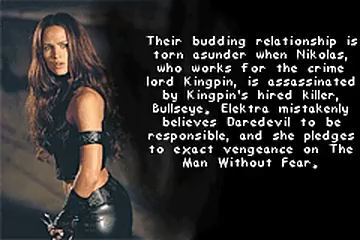 Their budding relationship is
torn asunder when Nikolas,
who works for the crime
lord Kingpin, is assassinated
by Kingpin's hired killer,
Bullseye. Elektra mistakenly
believes Daredevil to be
responsible, and she pledges
to exact vengeance on The
Man Without Fear.